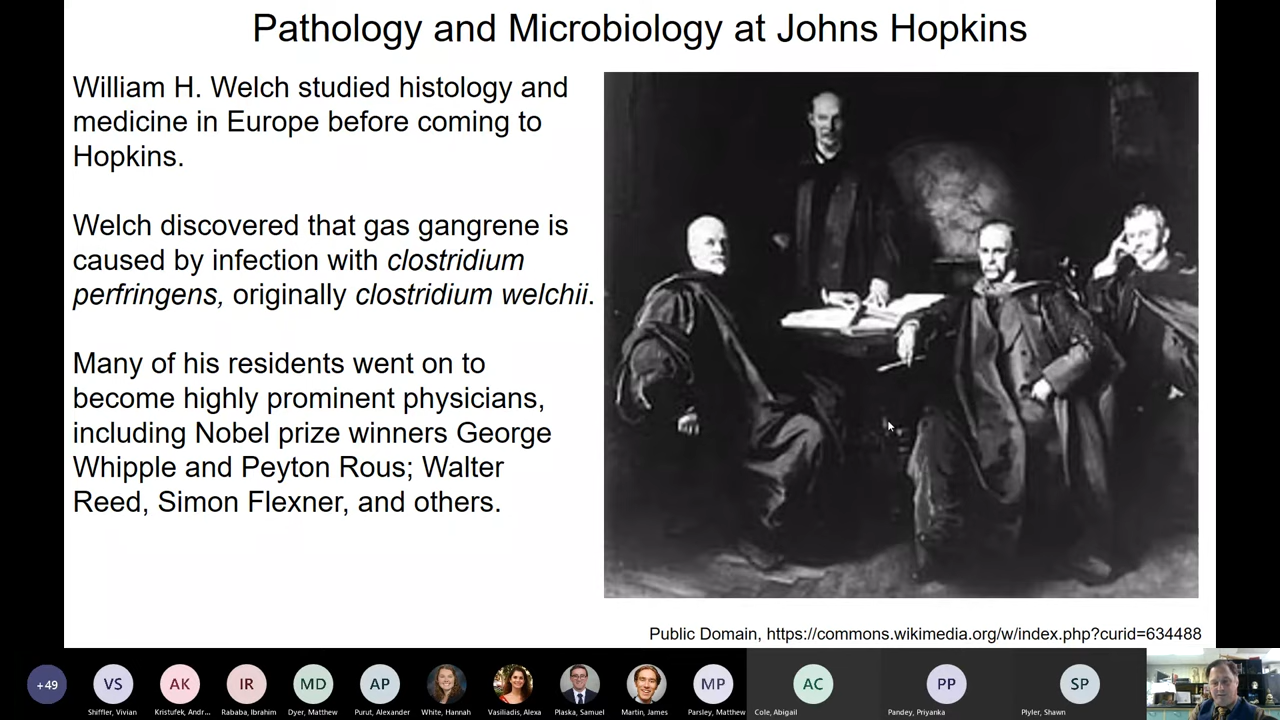 Pathology and Microbiology at Johns Hopkins
William H. Welch studied histology and
medicine in Europe before coming to
Hopkins.
Welch discovered that gas gangrene is
caused by infection with clostridium
perfringens, originally clostridium welchii.
Many of his residents went on to
become highly prominent physicians,
including Nobel prize winners George
Whipple and Peyton Rous; Walter
Reed, Simon Flexner, and others.
Public Domain, https://commons.wikimedia.org/w/index.php?curid=634488
+49 VS AK IR MD AP MP AC PP SP
Shiffler, Vivian Kristufek, Andr... Rababa, Ibrahim Dyer, Matthew Purut, Alexander White, Hannah Vasiliadis, Alexa Plaska, Samuel Martin, James Parsley, Matthew Cole, Abigail Pandey, Priyanka Plyler, Shawn